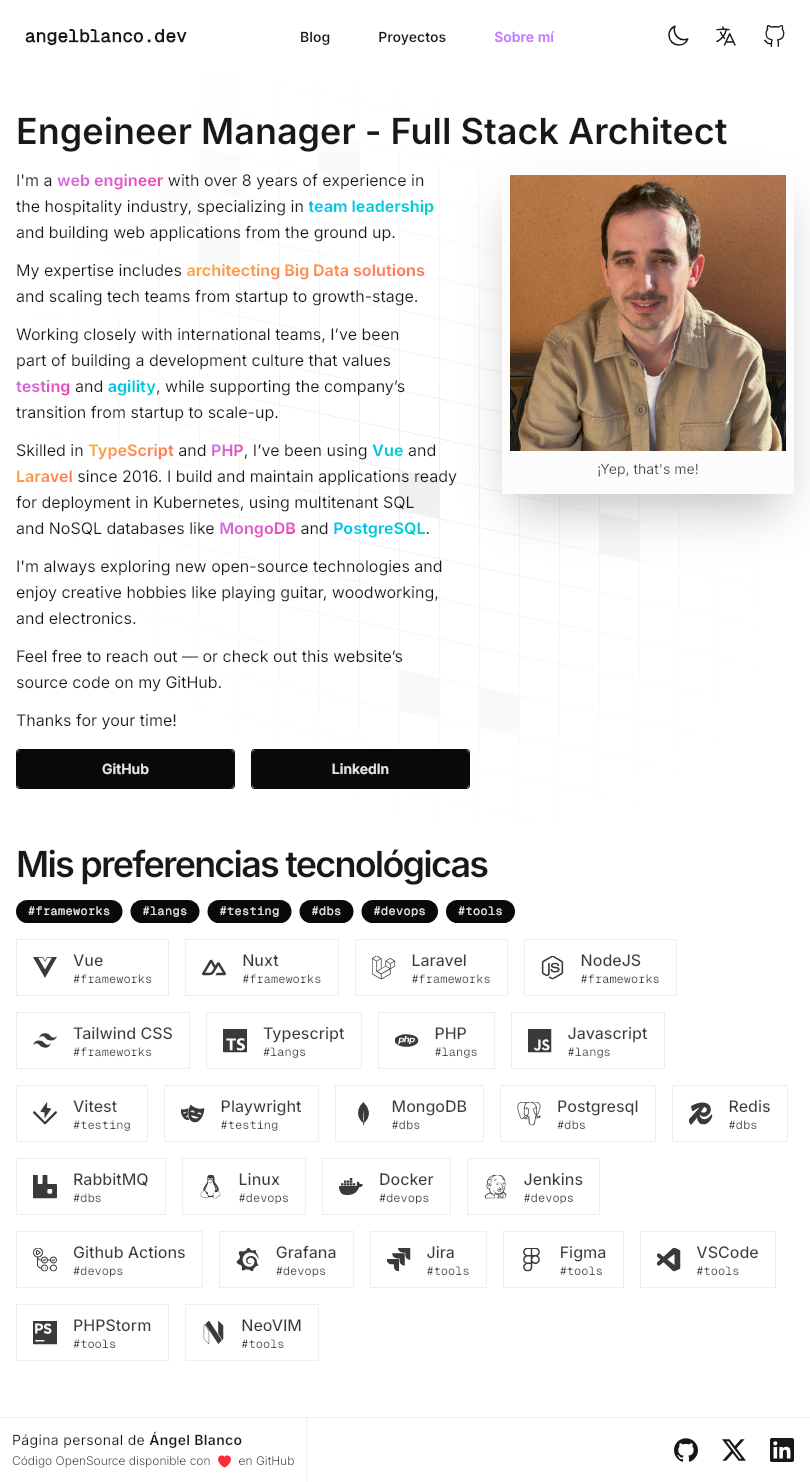 angelblanco.dev
Blog
Proyectos
Sobre mí
Engeineer Manager - Full Stack Architect
I'm a web engineer with over 8 years of experience in
the hospitality industry, specializing in team leadership
and building web applications from the ground up.
My expertise includes architecting Big Data solutions
and scaling tech teams from startup to growth-stage.
Working closely with international teams, I’ve been
part of building a development culture that values
testing and agility, while supporting the company’s
transition from startup to scale-up.
Skilled in TypeScript and PHP, I’ve been using Vue and
Laravel since 2016. I build and maintain applications ready
for deployment in Kubernetes, using multitenant SQL
and NoSQL databases like MongoDB and PostgreSQL.
I'm always exploring new open-source technologies and
enjoy creative hobbies like playing guitar, woodworking,
and electronics.
Feel free to reach out — or check out this website’s
source code on my GitHub.
Thanks for your time!
GitHub
LinkedIn
¡Yep, that's me!
Mis preferencias tecnológicas
#frameworks #langs #testing #dbs #devops #tools
Vue
#frameworks
Nuxt
#frameworks
Laravel
#frameworks
JS
NodeJS
#frameworks
Tailwind CSS
#frameworks
TS
Typescript
#langs
php
PHP
#langs
JS
Javascript
#langs
Vitest
#testing
Playwright
#testing
MongoDB
#dbs
Postgresql
#dbs
Redis
#dbs
RabbitMQ
#dbs
Linux
#devops
Docker
#devops
Jenkins
#devops
Github Actions
#devops
Grafana
#devops
Jira
#tools
Figma
#tools
VSCode
#tools
PS
PHPStorm
#tools
NeoVIM
#tools
Página personal de Ángel Blanco
Código OpenSource disponible con ❤️ en GitHub
X
in